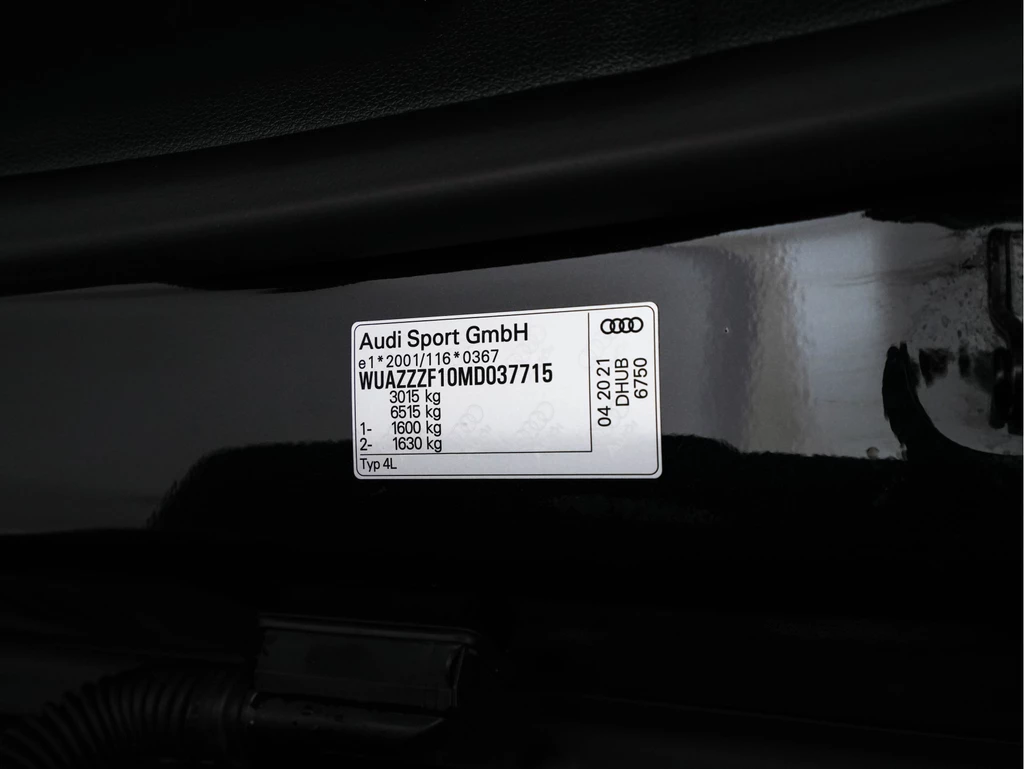 Audi Sport GmbH
e1*2001/116*0367
WUAZZZF10MD037715
3015 kg
6515 kg
1- 1600 kg
2- 1630 kg
Typ 4L
04 2021
DHUB
6750